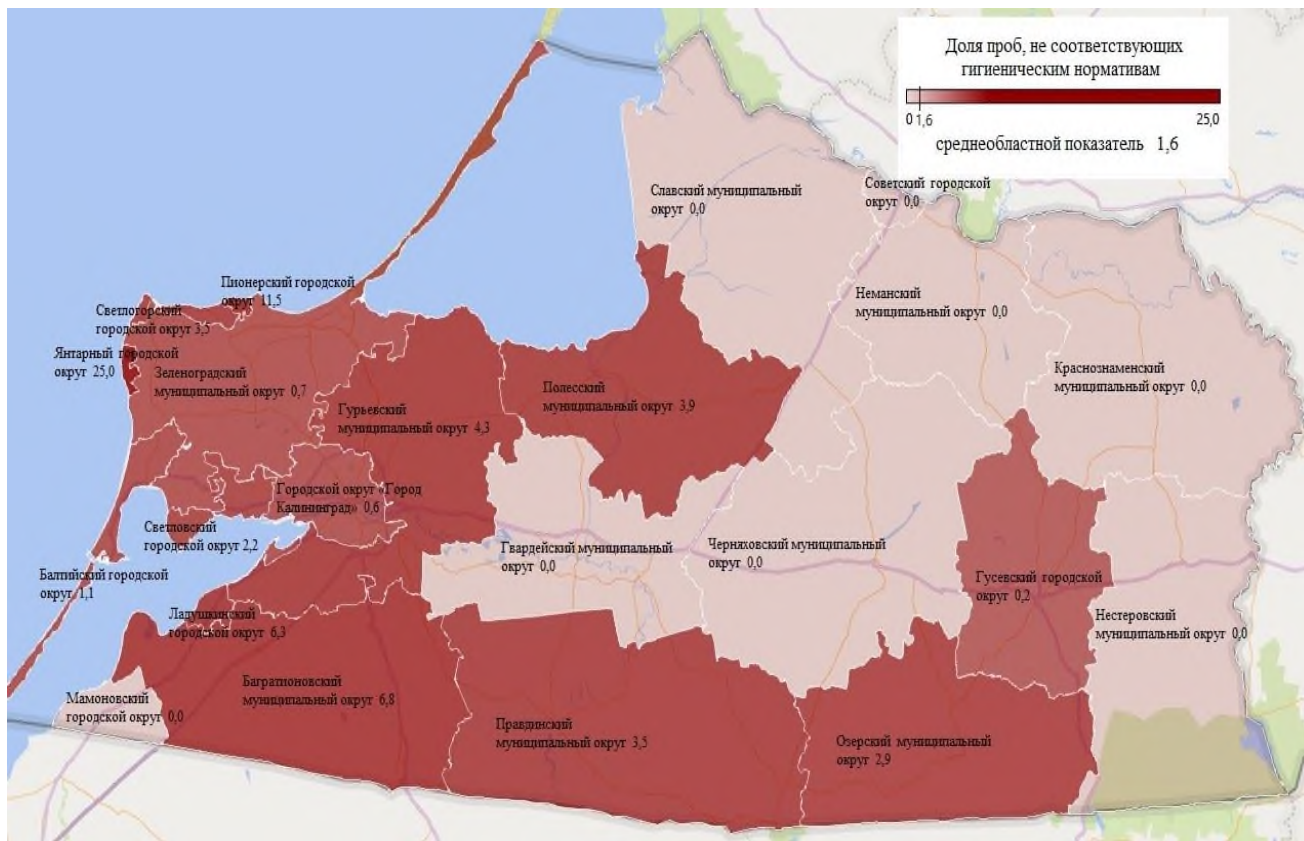 Доля проб, не соответствующих
гигиеническим нормативам
0 1,6 25,0
среднеобластной показатель 1,6
Славский муниципальный
округ 0,0
Советский городской
округ 0,0
Пионерский городской
округ 11,5
Светлогорский
городской округ 3,5
Янтарный городской
округ 25,0
Зеленоградский
муниципальный округ 0,7
Неманский
муниципальный округ 0,0
Краснознаменский
муниципальный округ 0,0
Гурьевский
муниципальный округ 4,3
Полесский
муниципальный округ 3,9
Городской округ «Город
Калининград» 0,6
Светловский
городской округ 2,2
Гвардейский муниципальный
округ 0,0
Черняховский муниципальный
округ 0,0
Балтийский городской
округ 1,1
Гусевский городской
округ 0,2
Ладушкинский
городской округ 6,3
Нестеровский
муниципальный округ 0,0
Мамоновский
городской округ 0,0
Багратионовский
муниципальный округ 6,8
Правдинский
муниципальный округ 3,5
Озерский муниципальный
округ 2,9